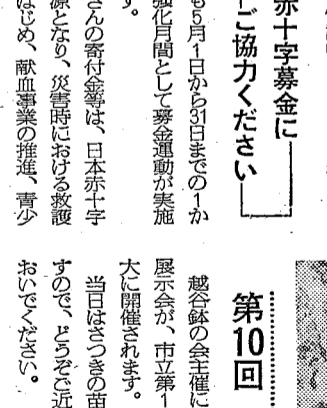 赤十字募金に
ご協力ください
も5月1日から31日までの1か
強化月間として募金運動が実施
す。
さんの寄付金等は、日本赤十字
源となり、災害時における救護
はじめ、献血事業の推進、青少
第10回
越谷鉢の会主催に
展示会が、市立第1
大に開催されます。
当日はさつきの苗
すので、どうぞご近
おいでください。